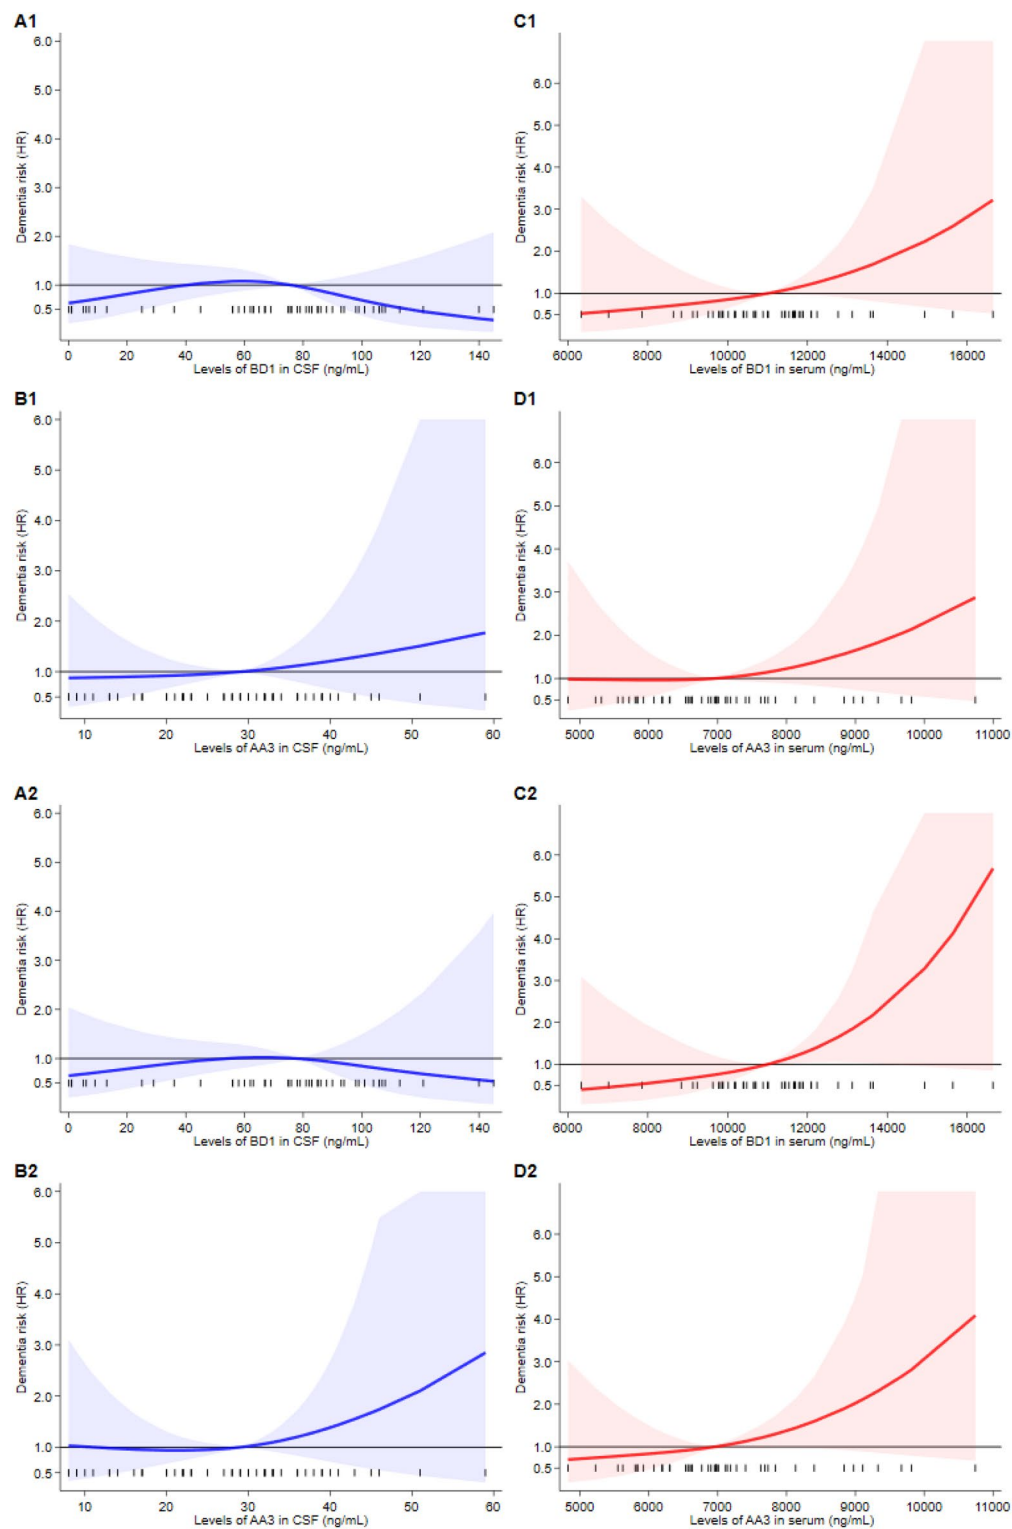 A1
6.0
5.0
4.0
3.0
2.0
1.0
0.5
Dementia risk (HR)
0 20 40 60 80 100 120 140
Levels of BD1 in CSF (ng/mL)
C1
6.0
5.0
4.0
3.0
2.0
1.0
0.5
Dementia risk (HR)
6000 8000 10000 12000 14000 16000
Levels of BD1 in serum (ng/mL)
B1
6.0
5.0
4.0
3.0
2.0
1.0
0.5
Dementia risk (HR)
10 20 30 40 50 60
Levels of AA3 in CSF (ng/mL)
D1
6.0
5.0
4.0
3.0
2.0
1.0
0.5
Dementia risk (HR)
5000 6000 7000 8000 9000 10000 11000
Levels of AA3 in serum (ng/mL)
A2
6.0
5.0
4.0
3.0
2.0
1.0
0.5
Dementia risk (HR)
0 20 40 60 80 100 120 140
Levels of BD1 in CSF (ng/mL)
C2
6.0
5.0
4.0
3.0
2.0
1.0
0.5
Dementia risk (HR)
6000 8000 10000 12000 14000 16000
Levels of BD1 in serum (ng/mL)
B2
6.0
5.0
4.0
3.0
2.0
1.0
0.5
Dementia risk (HR)
10 20 30 40 50 60
Levels of AA3 in CSF (ng/mL)
D2
6.0
5.0
4.0
3.0
2.0
1.0
0.5
Dementia risk (HR)
5000 6000 7000 8000 9000 10000 11000
Levels of AA3 in serum (ng/mL)